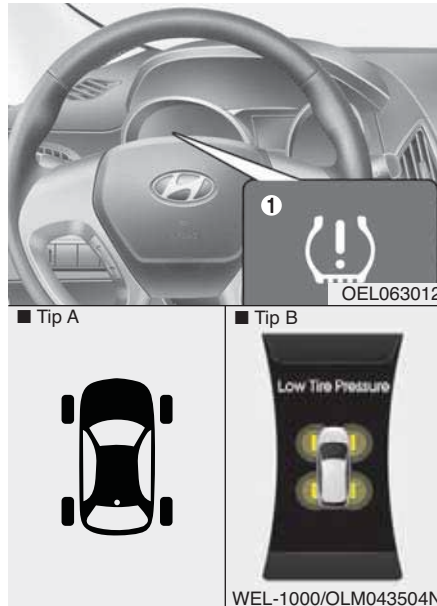 1
OEL063012
■ Tip A
■ Tip B
Low Tire Pressure
WEL-1000/OLM043504N